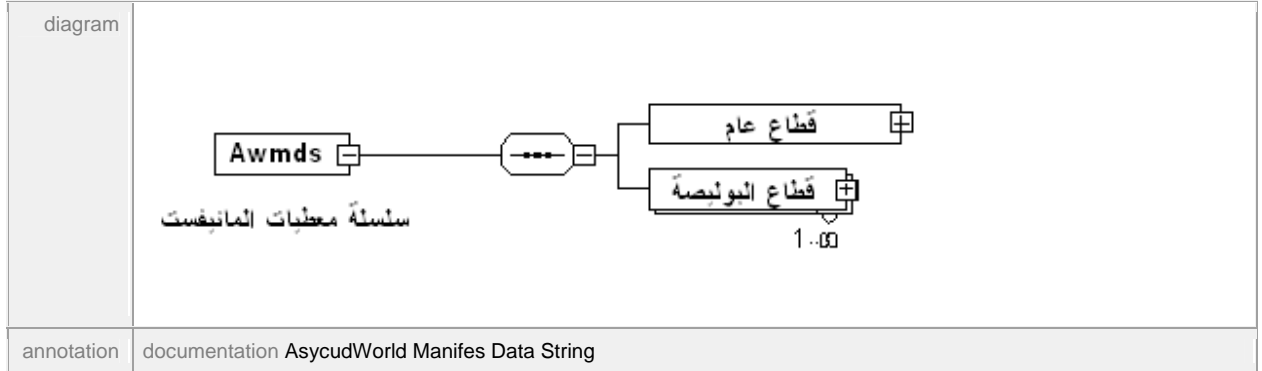 diagram
قطاع عام
Awmds
قطاع البوليصة
سلسلة معطيات المانيفست
1..∞
annotation documentation AsycudWorld Manifes Data String